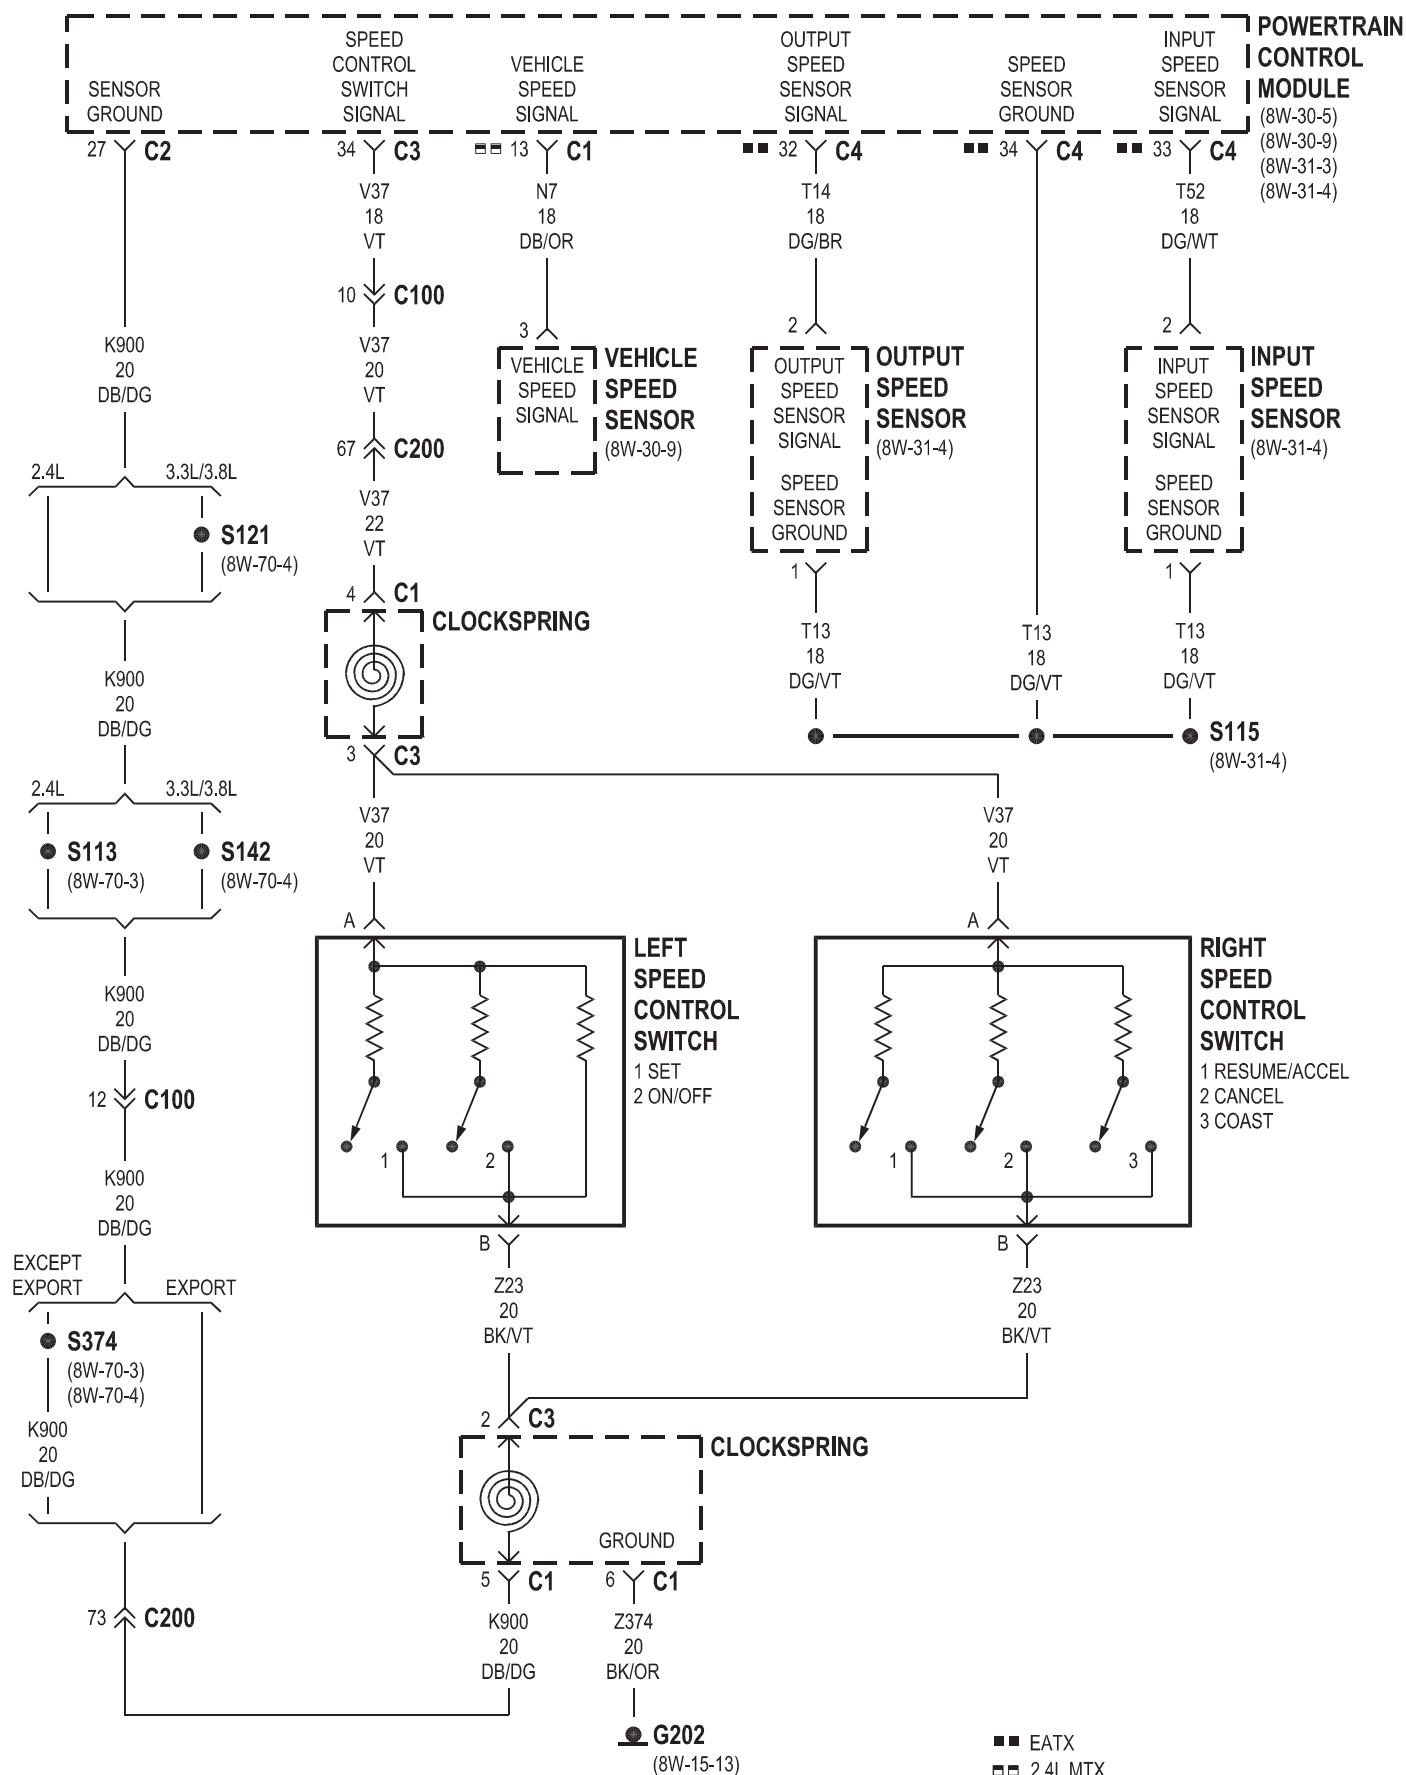 POWERTRAIN
CONTROL
MODULE
(8W-30-5)
(8W-30-9)
(8W-31-3)
(8W-31-4)
SENSOR
GROUND
SPEED
CONTROL
SWITCH
SIGNAL
VEHICLE
SPEED
SIGNAL
OUTPUT
SPEED
SENSOR
SIGNAL
SPEED
SENSOR
GROUND
INPUT
SPEED
SENSOR
SIGNAL
27 C2
34 C3
13 C1
32 C4
34 C4
33 C4
V37
18
VT
N7
18
DB/OR
T14
18
DG/BR
T52
18
DG/WT
10 C100
K900
20
DB/DG
V37
20
VT
3
2
2
VEHICLE
SPEED
SIGNAL
VEHICLE
SPEED
SENSOR
(8W-30-9)
OUTPUT
SPEED
SENSOR
SIGNAL
SPEED
SENSOR
GROUND
OUTPUT
SPEED
SENSOR
(8W-31-4)
INPUT
SPEED
SENSOR
SIGNAL
SPEED
SENSOR
GROUND
INPUT
SPEED
SENSOR
(8W-31-4)
67 C200
2.4L 3.3L/3.8L
S121
(8W-70-4)
V37
22
VT
4 C1
CLOCKSPRING
1
1
T13
18
DG/VT
T13
18
DG/VT
T13
18
DG/VT
S115
(8W-31-4)
K900
20
DB/DG
3 C3
2.4L 3.3L/3.8L
S113
(8W-70-3)
S142
(8W-70-4)
V37
20
VT
V37
20
VT
A
A
LEFT
SPEED
CONTROL
SWITCH
1 SET
2 ON/OFF
RIGHT
SPEED
CONTROL
SWITCH
1 RESUME/ACCEL
2 CANCEL
3 COAST
K900
20
DB/DG
12 C100
1 2
1 2 3
K900
20
DB/DG
B
B
EXCEPT
EXPORT
EXPORT
Z23
20
BK/VT
Z23
20
BK/VT
S374
(8W-70-3)
(8W-70-4)
K900
20
DB/DG
2 C3
CLOCKSPRING
GROUND
5 C1
6 C1
73 C200
K900
20
DB/DG
Z374
20
BK/OR
G202
(8W-15-13)
EATX
2.4L MTX